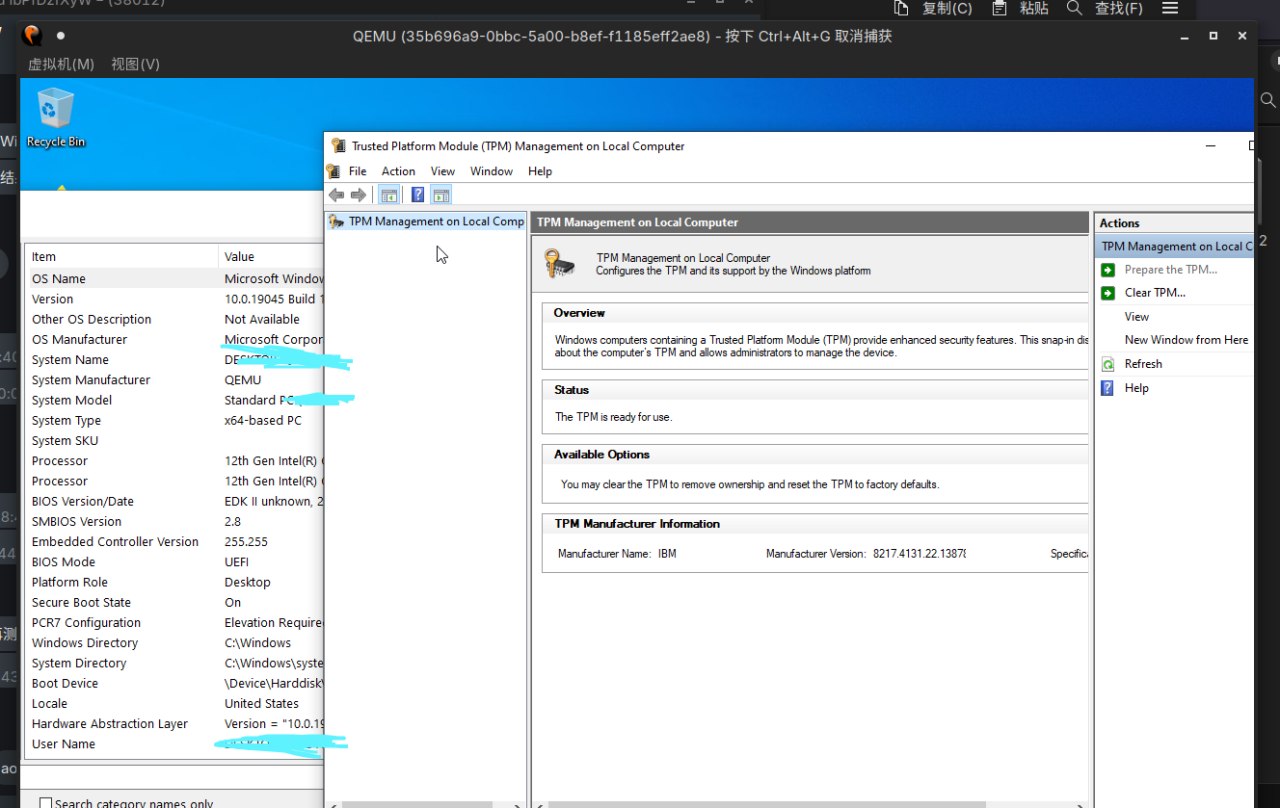 复制(C) 粘贴 查找(F)
QEMU (35b696a9-0bbc-5a00-b8ef-f1185eff2ae8) - 按下 Ctrl+Alt+G 取消捕获
虚拟机(M) 视图(V)
Recycle Bin
Trusted Platform Module (TPM) Management on Local Computer
File Action View Window Help
TPM Management on Local Comp
TPM Management on Local Computer
Actions
TPM Management on Local C
Prepare the TPM...
Clear TPM...
View
New Window from Here
Refresh
Help
TPM Management on Local Computer
Configures the TPM and its support by the Windows platform
Overview
Windows computers containing a Trusted Platform Module (TPM) provide enhanced security features. This snap-in dis
about the computer's TPM and allows administrators to manage the device.
Status
The TPM is ready for use.
Available Options
You may clear the TPM to remove ownership and reset the TPM to factory defaults.
TPM Manufacturer Information
Manufacturer Name: IBM Manufacturer Version: 8217.4131.22.13878 Specific
Item Value
OS Name Microsoft Window
Version 10.0.19045 Build 1
Other OS Description Not Available
OS Manufacturer Microsoft Corpor
System Name
System Manufacturer QEMU
System Model Standard PC
System Type x64-based PC
System SKU
Processor 12th Gen Intel(R)
Processor 12th Gen Intel(R)
BIOS Version/Date EDK II unknown, 2
SMBIOS Version 2.8
Embedded Controller Version 255.255
BIOS Mode UEFI
Platform Role Desktop
Secure Boot State On
PCR7 Configuration Elevation Require
Windows Directory C:\Windows
System Directory C:\Windows\syste
Boot Device \Device\Harddisk
Locale United States
Hardware Abstraction Layer Version = "10.0.19
User Name
Search category names only